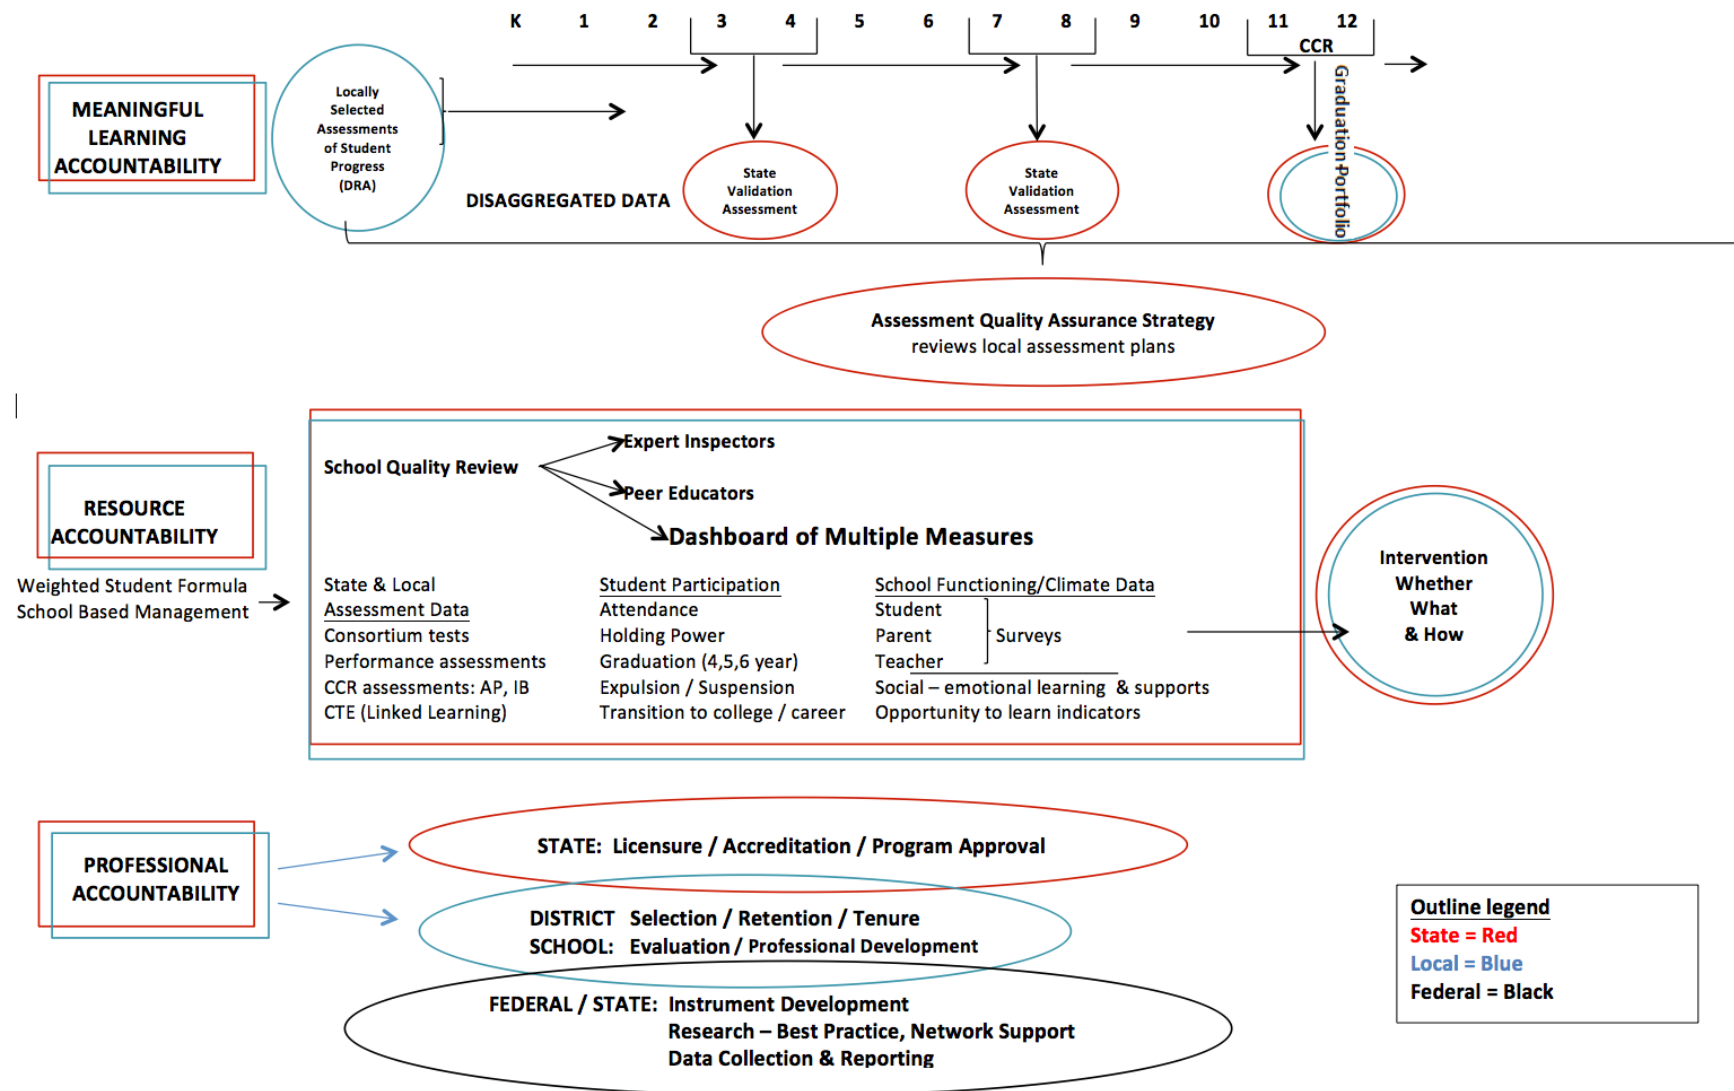 K 1 2 3 4 5 6 7 8 9 10 11 12
CCR
MEANINGFUL
LEARNING
ACCOUNTABILITY
Locally
Selected
Assessments
of Student
Progress
(DRA)
DISAGGREGATED DATA
State
Validation
Assessment
State
Validation
Assessment
Graduation Portfolio
Assessment Quality Assurance Strategy
reviews local assessment plans
RESOURCE
ACCOUNTABILITY
Weighted Student Formula
School Based Management
School Quality Review
Expert Inspectors
Peer Educators
Dashboard of Multiple Measures
State & Local
Assessment Data
Consortium tests
Performance assessments
CCR assessments: AP, IB
CTE (Linked Learning)
Student Participation
Attendance
Holding Power
Graduation (4,5,6 year)
Expulsion / Suspension
Transition to college / career
School Functioning/Climate Data
Student
Parent
Teacher
Surveys
Social – emotional learning & supports
Opportunity to learn indicators
Intervention
Whether
What
& How
PROFESSIONAL
ACCOUNTABILITY
STATE: Licensure / Accreditation / Program Approval
DISTRICT Selection / Retention / Tenure
SCHOOL: Evaluation / Professional Development
FEDERAL / STATE: Instrument Development
Research – Best Practice, Network Support
Data Collection & Reporting
Outline legend
State = Red
Local = Blue
Federal = Black